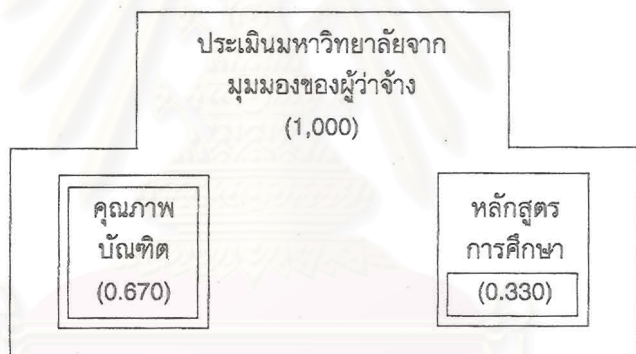 ประเมินมหาวิทยาลัยจาก
มุมมองของผู้ว่าจ้าง
(1,000)
คุณภาพ
บัณฑิต
(0.670)
หลักสูตร
การศึกษา
(0.330)